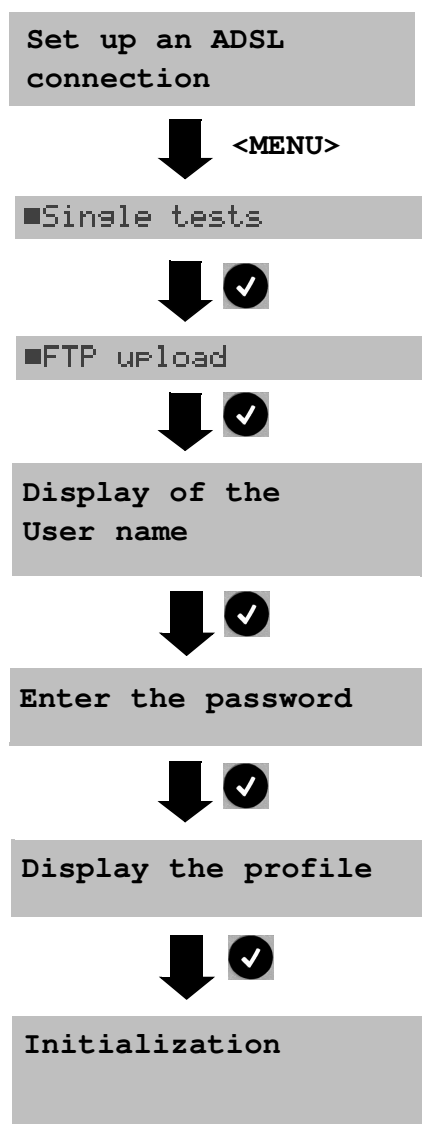 Set up an ADSL
connection
<MENU>
■Single tests
■FTP upload
Display of the
User name
Enter the password
Display the profile
Initialization